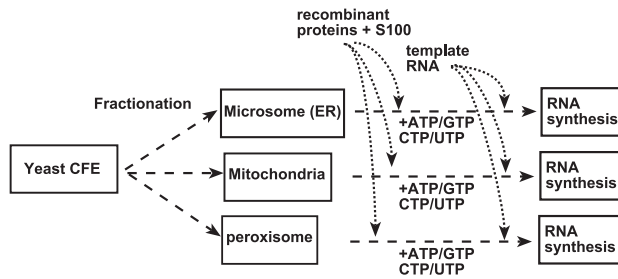 recombinant
proteins + S100
template
RNA
Fractionation
Microsome (ER)
+ATP/GTP
CTP/UTP
RNA
synthesis
Yeast CFE
Mitochondria
+ATP/GTP
CTP/UTP
RNA
synthesis
peroxisome
+ATP/GTP
CTP/UTP
RNA
synthesis